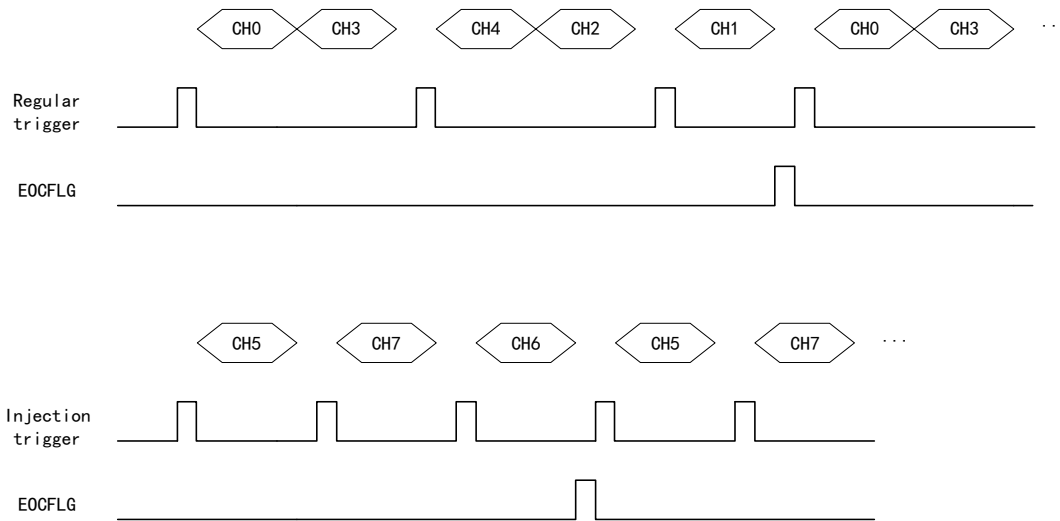 CH0 CH3 CH4 CH2 CH1 CH0 CH3 ..
Regular
trigger
EOCFLG
CH5 CH7 CH6 CH5 CH7 ...
Injection
trigger
EOCFLG